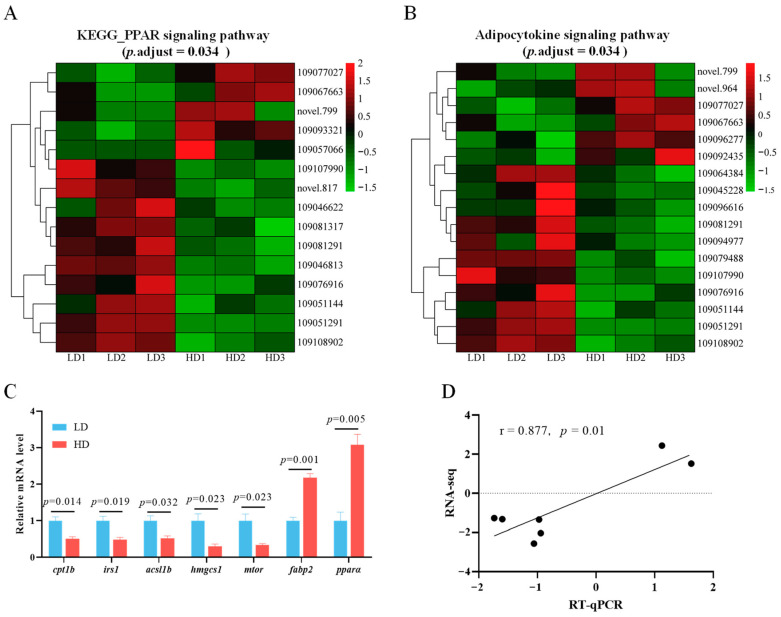 A
KEGG_PPAR signaling pathway
(p.adjust = 0.034 )
109077027
109067663
novel.799
109093321
109057066
109107990
novel.817
109046622
109081317
109081291
109046813
109076916
109051144
109051291
109108902
LD1 LD2 LD3 HD1 HD2 HD3
2
1.5
1
0.5
0
−0.5
−1
−1.5
B
Adipocytokine signaling pathway
(p.adjust = 0.034 )
novel.799
novel.964
109077027
109067663
109096277
109092435
109064384
109045228
109096616
109081291
109094977
109079488
109107990
109076916
109051144
109051291
109108902
LD1 LD2 LD3 HD1 HD2 HD3
1.5
1
0.5
0
−0.5
−1
−1.5
C
Relative mRNA level
4
3
2
1
0
LD
HD
p=0.014 p=0.019 p=0.032 p=0.023 p=0.023 p=0.001 p=0.005
cpt1b irs1 acsl1b hmgcs1 mtor fabp2 pparα
D
r = 0.877, p = 0.01
RNA-seq
4
2
0
−2
−4
−2 −1 0 1 2
RT-qPCR